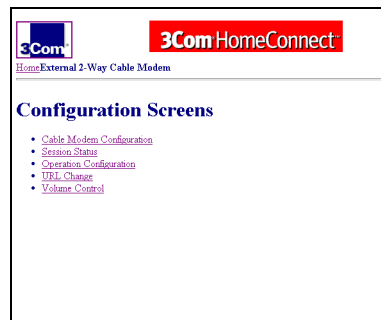 3Com
3Com HomeConnect™
HomeExternal 2-Way Cable Modem
Configuration Screens
Cable Modem Configuration
Session Status
Operation Configuration
URL Change
Volume Control